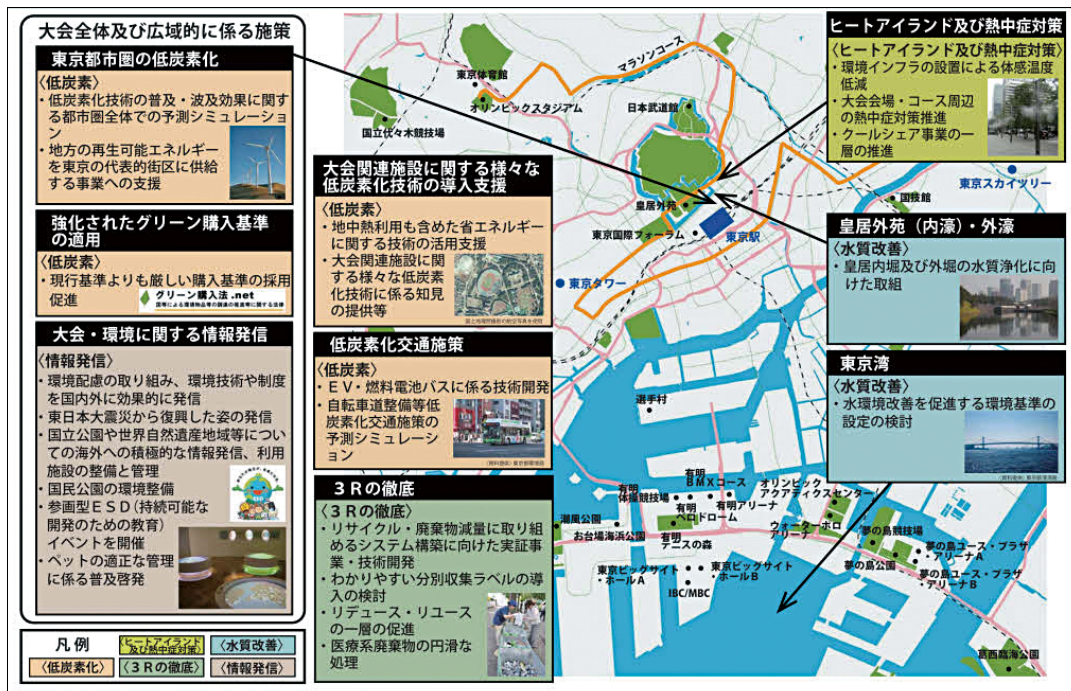 大会全体及び広域的に係る施策
東京都市圏の低炭素化
〈低炭素〉
・低炭素化技術の普及・波及効果に関す
る都市圏全体での予測シミュレーショ
ン
・地方の再生可能エネルギー
を東京の代表的街区に供給
する事業への支援
強化されたグリーン購入基準
の適用
〈低炭素〉
・現行基準よりも厳しい購入基準の採用
促進
グリーン購入法.net
大会・環境に関する情報発信
〈情報発信〉
・環境配慮の取り組み、環境技術や制度
を国内外に効果的に発信
・東日本大震災から復興した姿の発信
・国立公園や世界自然遺産地域等につい
ての海外への積極的な情報発信、利用
施設の整備と管理
・国民公園の環境整備
・参画型ESD(持続可能な
開発のための教育)
イベントを開催
・ペットの適正な管理
に係る普及啓発
凡例
〈ヒートアイランド
及び熱中症対策〉
〈水質改善〉
〈低炭素化〉
〈3Rの徹底〉
〈情報発信〉
大会関連施設に関する様々な
低炭素化技術の導入支援
〈低炭素〉
・地中熱利用も含めた省エネルギー
に関する技術の活用支援
・大会関連施設に関
する様々な低炭素
化技術に係る知見
の提供等
低炭素化交通施策
〈低炭素〉
・EV・燃料電池バスに係る技術開発
・自転車道整備等低
炭素化交通施策の
予測シミュレーシ
ョン
3Rの徹底
〈3Rの徹底〉
・リサイクル・廃棄物減量に取り組
めるシステム構築に向けた実証事
業・技術開発
・わかりやすい分別収集ラベルの導
入の検討
・リデュース・リユース
の一層の促進
・医療系廃棄物の円滑な
処理
ヒートアイランド及び熱中症対策
〈ヒートアイランド及び熱中症対策〉
・環境インフラの設置による体感温度
低減
・大会会場・コース周辺
の熱中症対策推進
・クールシェア事業の一
層の推進
皇居外苑(内濠)・外濠
〈水質改善〉
・皇居内堀及び外堀の水質浄化に向
けた取組
東京湾
〈水質改善〉
・水環境改善を促進する環境基準の
設定の検討
マラソンコース
東京体育館
オリンピックスタジアム
国立代々木競技場
日本武道館
皇居外苑
東京国際フォーラム
東京駅
東京タワー
国技館
東京スカイツリー
選手村
有明
体操競技場
有明
BMXコース
有明アリーナ
オリンピック
アクアティクスセンター
有明
ベロドローム
潮風公園
お台場海浜公園
有明
テニスの森
ウォーターポロ
アリーナ
夢の島競技場
夢の島公園
夢の島ユース・プラザ
・アリーナA
夢の島ユース・プラザ
・アリーナB
東京ビッグサイト
・ホールA
東京ビッグサイト
・ホールB
IBC/MBC
葛西臨海公園